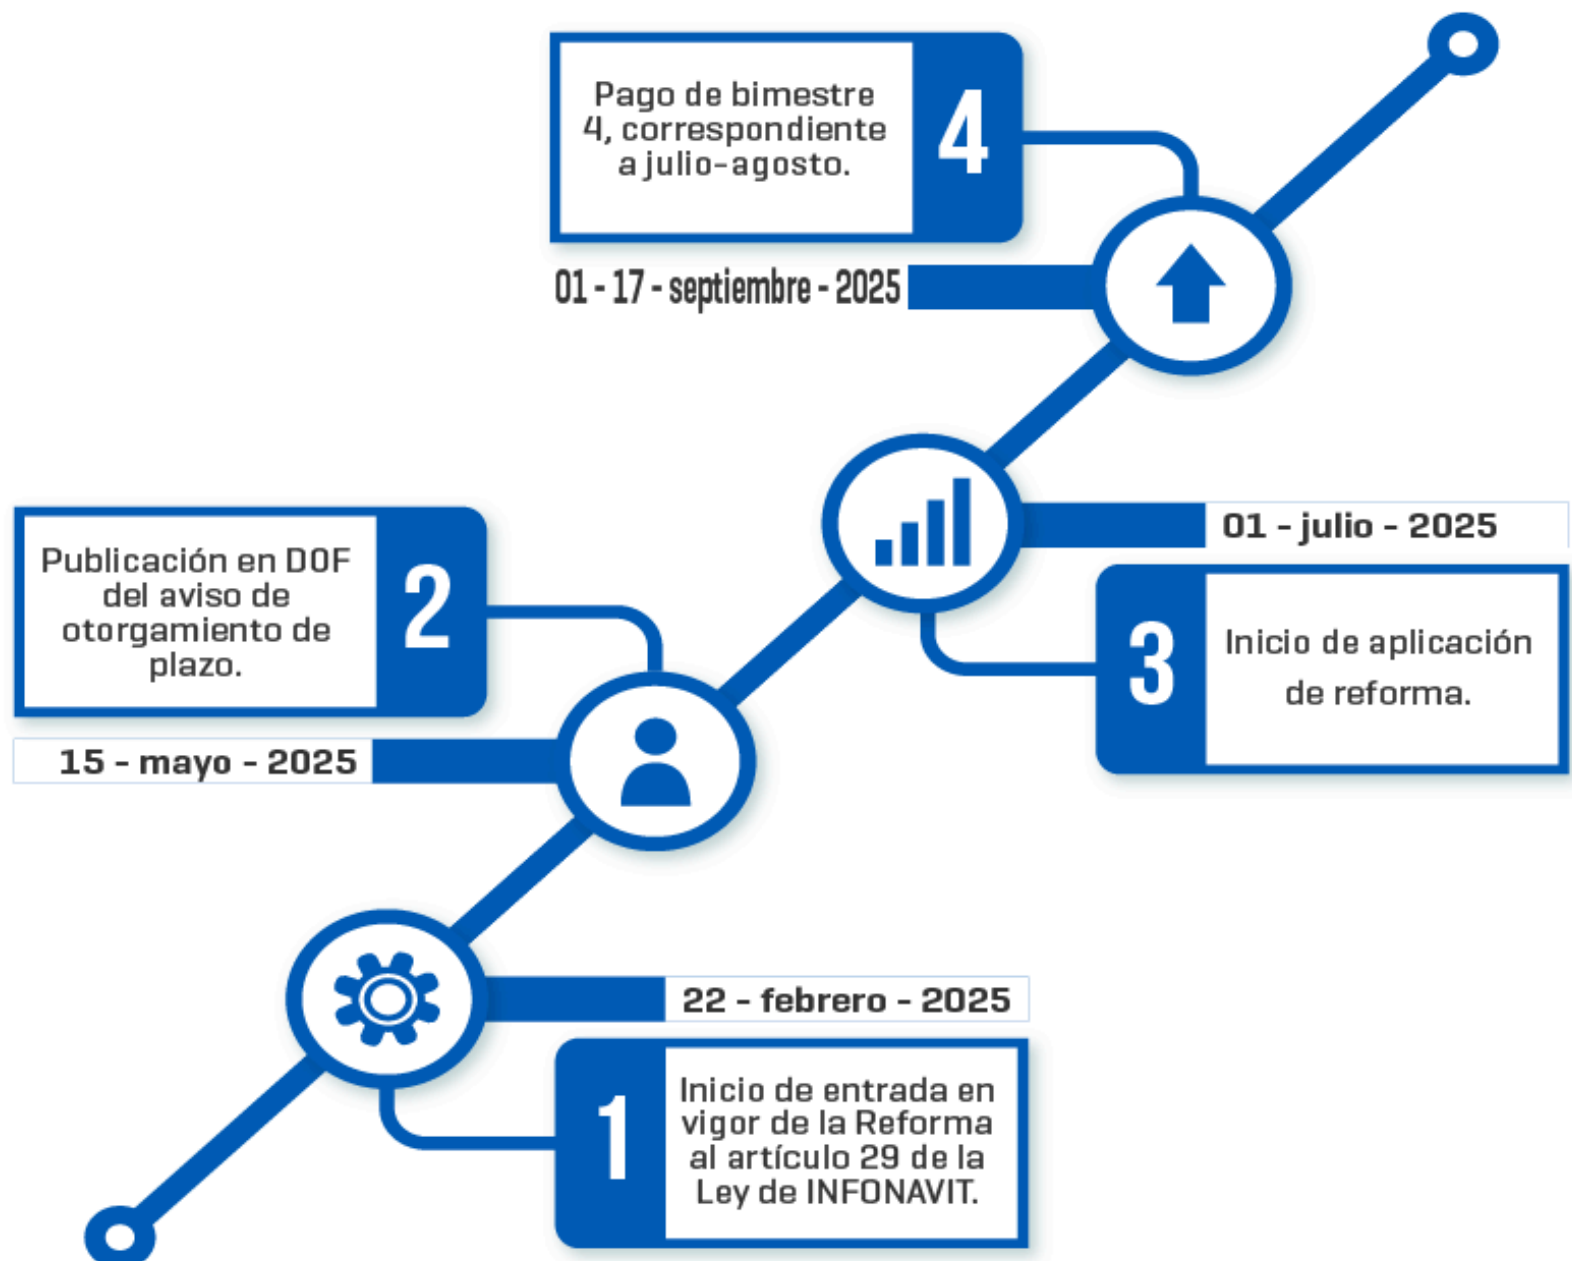 Pago de bimestre
4, correspondiente
a julio-agosto.
4
01 - 17 - septiembre - 2025
01 - julio - 2025
3
Inicio de aplicación
de reforma.
Publicación en DOF
del aviso de
otorgamiento de
plazo.
2
15 - mayo - 2025
22 - febrero - 2025
1
Inicio de entrada en
vigor de la Reforma
al artículo 29 de la
Ley de INFONAVIT.